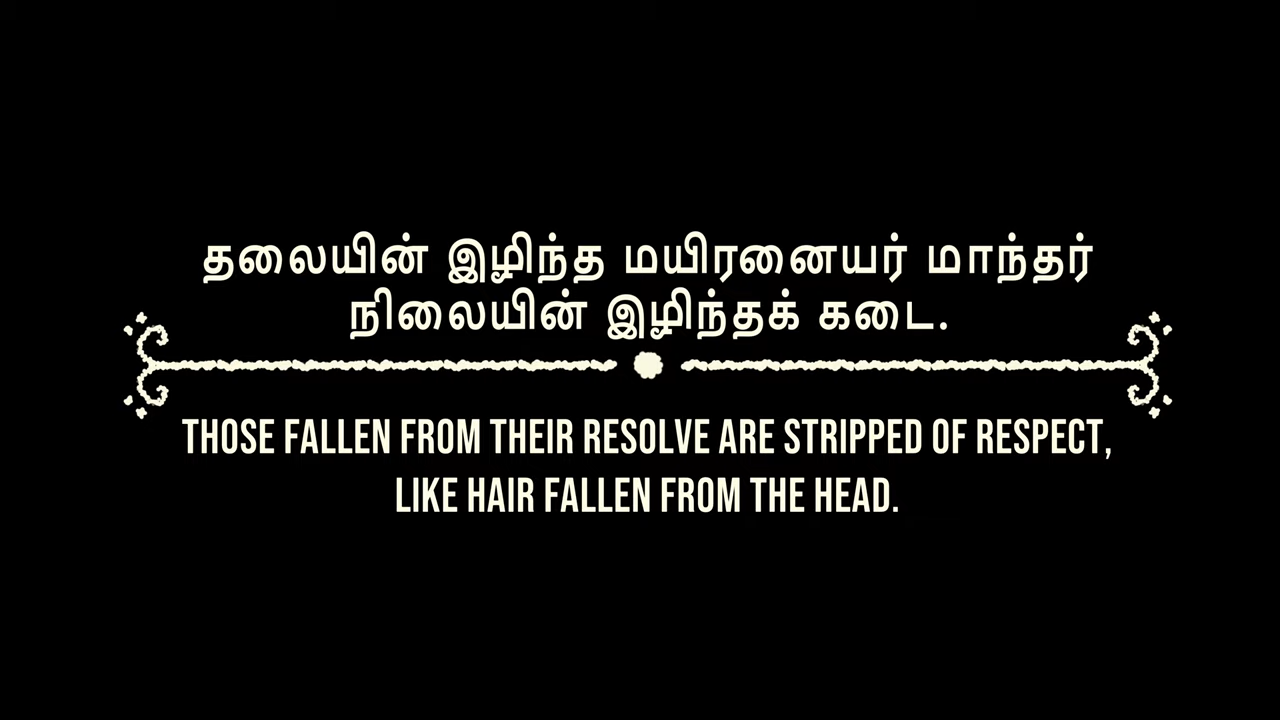 தலையின் இழிந்த மயிரனையர் மாந்தர்
நிலையின் இழிந்தக் கடை.
THOSE FALLEN FROM THEIR RESOLVE ARE STRIPPED OF RESPECT,
LIKE HAIR FALLEN FROM THE HEAD.